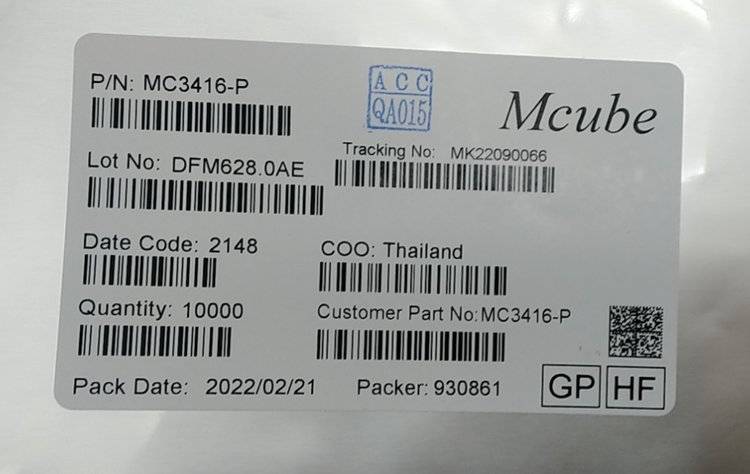 P/N: MC3416-P
A C C
QA015
Mcube
Tracking No: MK22090066
Lot No: DFM628.0AE
Date Code: 2148
COO: Thailand
Quantity: 10000
Customer Part No:MC3416-P
Pack Date: 2022/02/21
Packer: 930861
GP HF